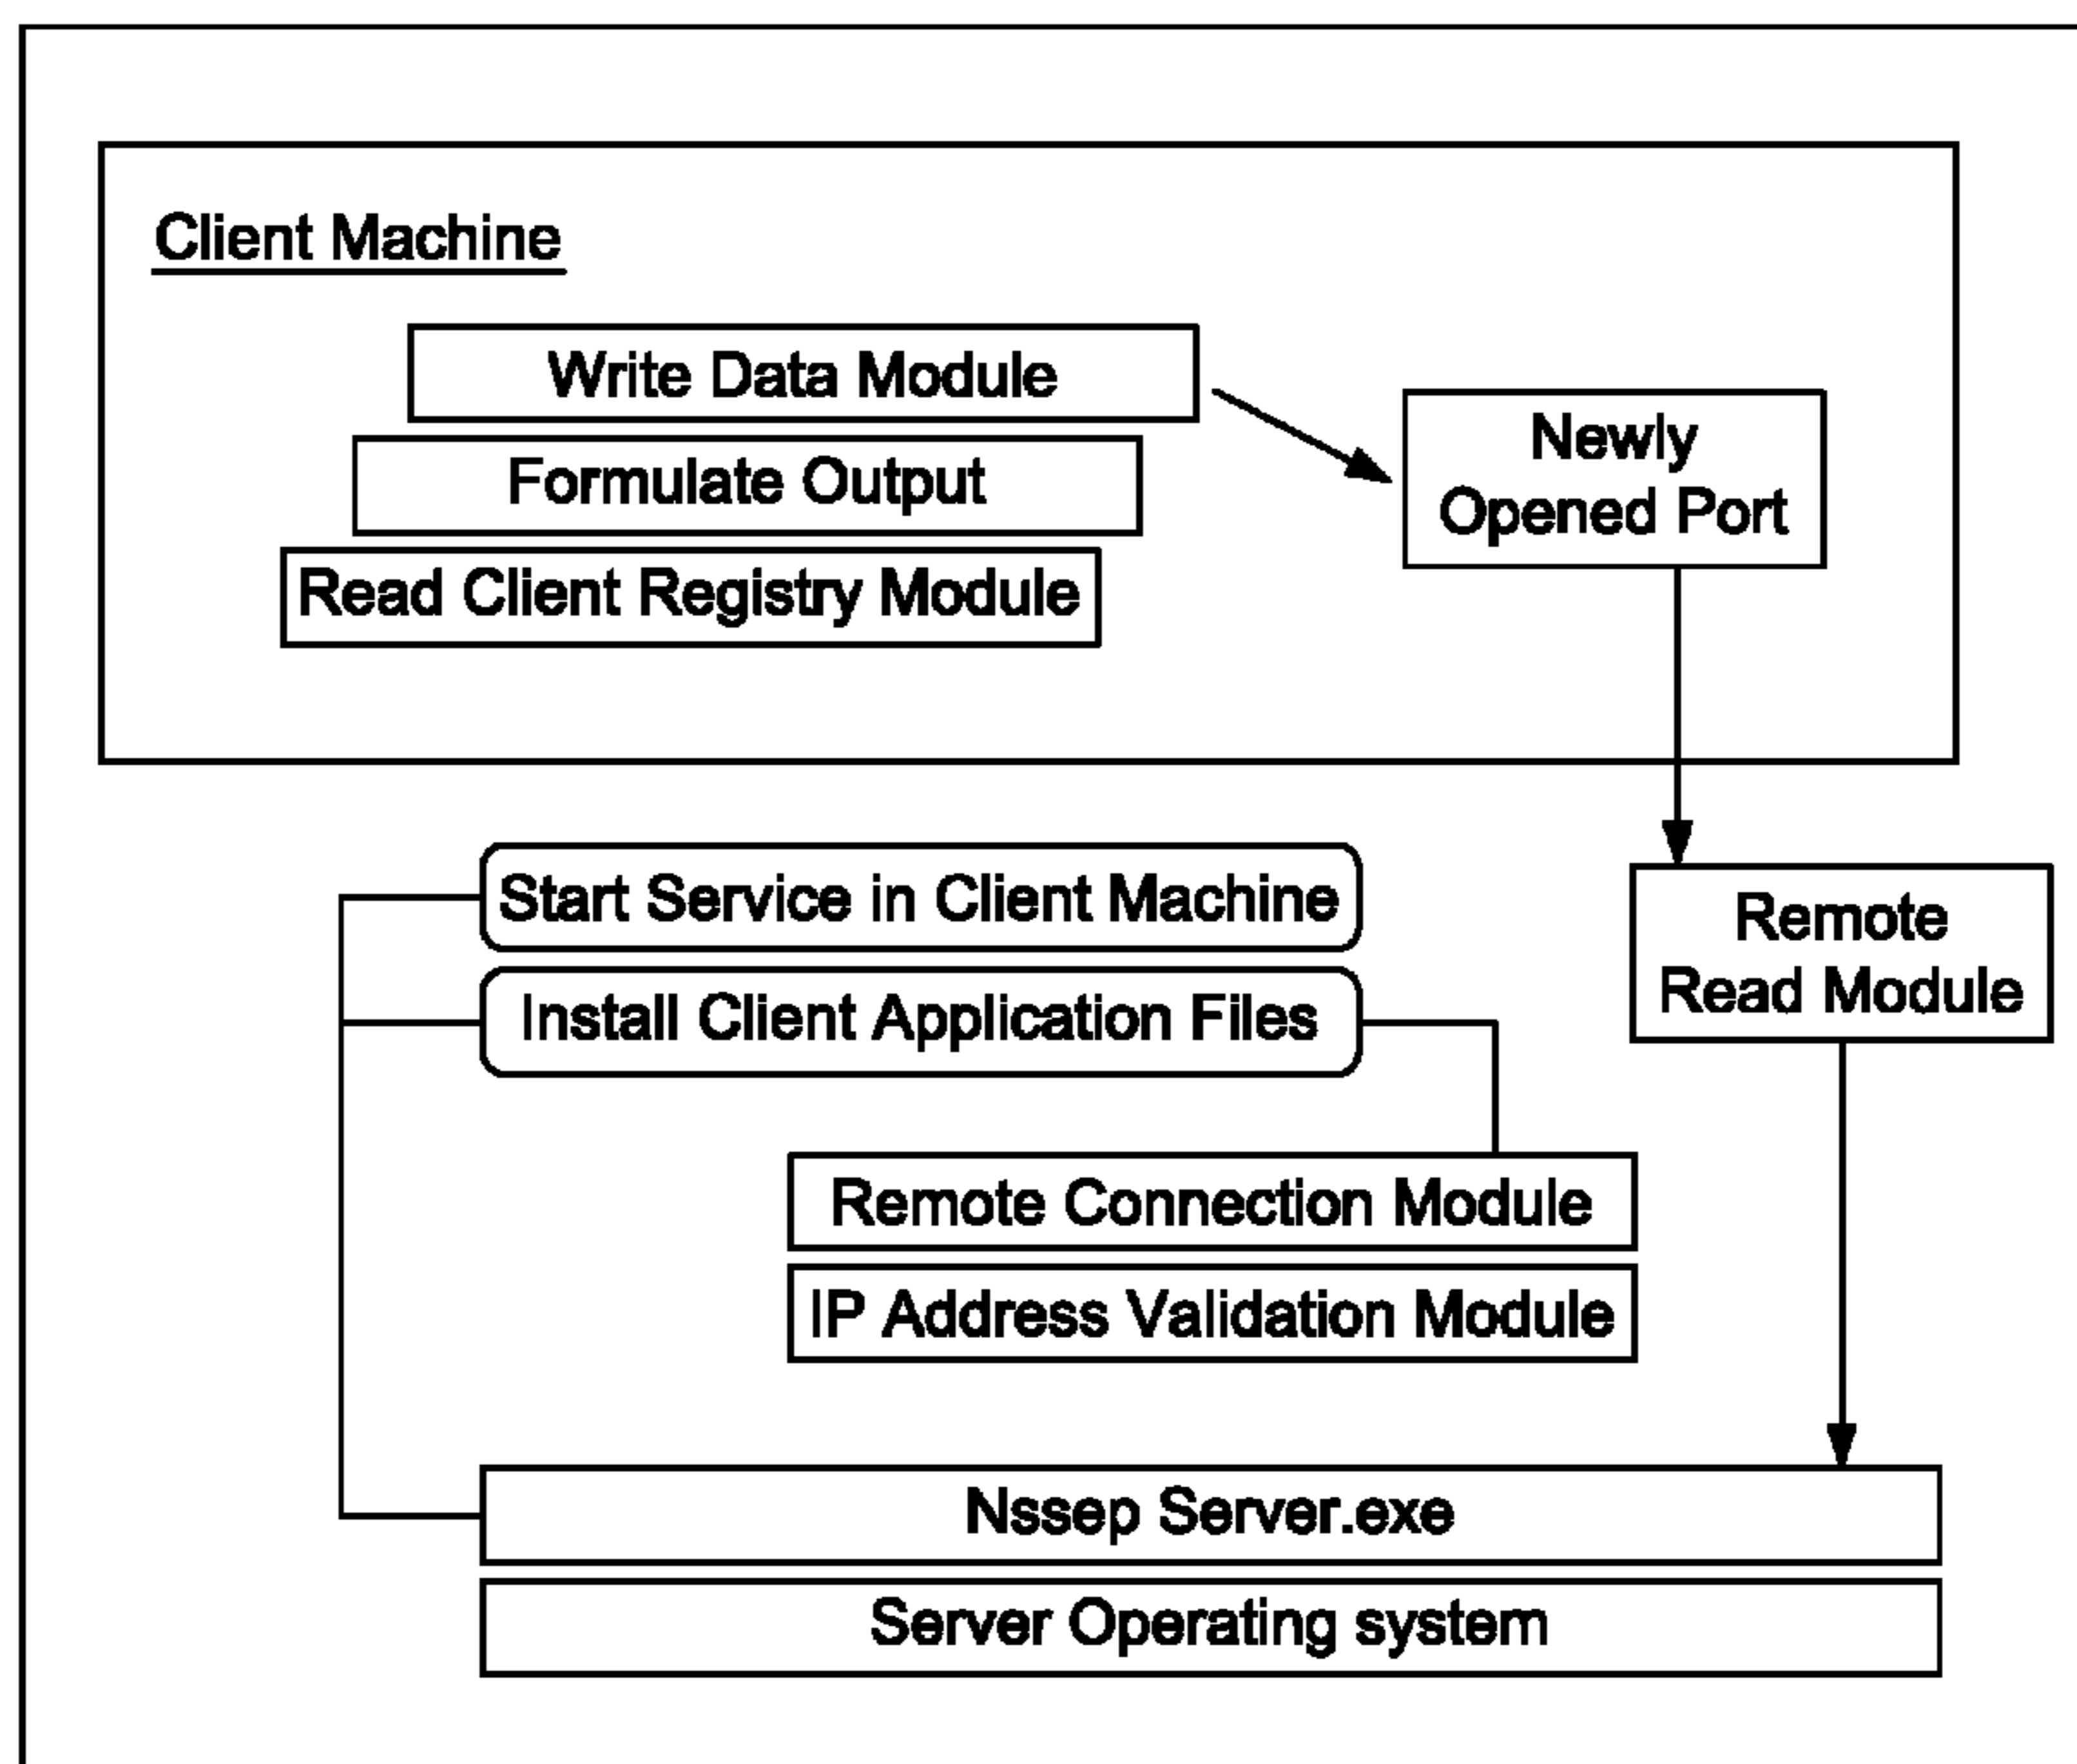 Client Machine
Write Data Module
Formulate Output
Read Client Registry Module
Newly
Opened Port
Start Service in Client Machine
Install Client Application Files
Remote
Read Module
Remote Connection Module
IP Address Validation Module
Nssep Server.exe
Server Operating system